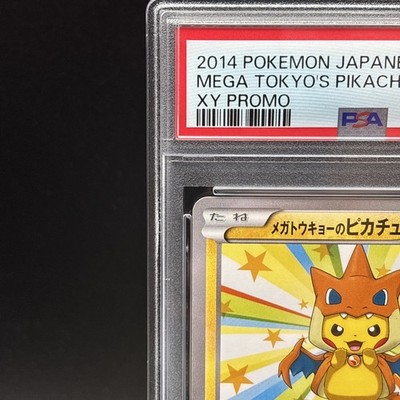 2014 POKEMON JAPANE
MEGA TOKYO'S PIKACH
XY PROMO
PSA
たね
メガトウキョーのピカチュ